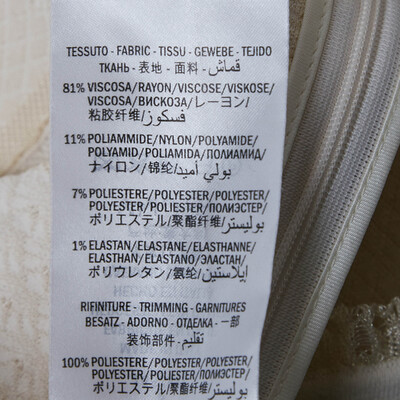 TESSUTO - FABRIC - TISSU - GEWEBE - TEJIDO
ТКАНЬ - 表地 - 面料 - قماش
81% VISCOSA/RAYON/VISCOSE/VISKOSE/
VISCOSA/ВИСКОЗА/レーヨン/
粘胶纤维/فسكوز
11% POLIAMMIDE/NYLON/POLYAMIDE/
POLYAMID/POLIAMIDA/ПОЛИАМИД/
ナイロン/锦纶/بولي أميد
7% POLIESTERE/POLYESTER/POLYESTER/
POLYESTER/POLIESTER/ПОЛИЭСТЕР/
ポリエステル/聚酯纤维/بوليستر
1% ELASTAN/ELASTANE/ELASTHANNE/
ELASTHAN/ELASTANO/ЭЛАСТАН/
ポリウレタン/氨纶/إيلاستين
RIFINITURE - TRIMMING - GARNITURES
BESATZ - ADORNO - ОТДЕЛКА - 一部
装饰部件 - تقليم
100% POLIESTERE/POLYESTER/POLYESTER/
POLYESTER/POLIESTER/ПОЛИЭСТЕР/
ポリエステル/聚酯纤维/بوليستر